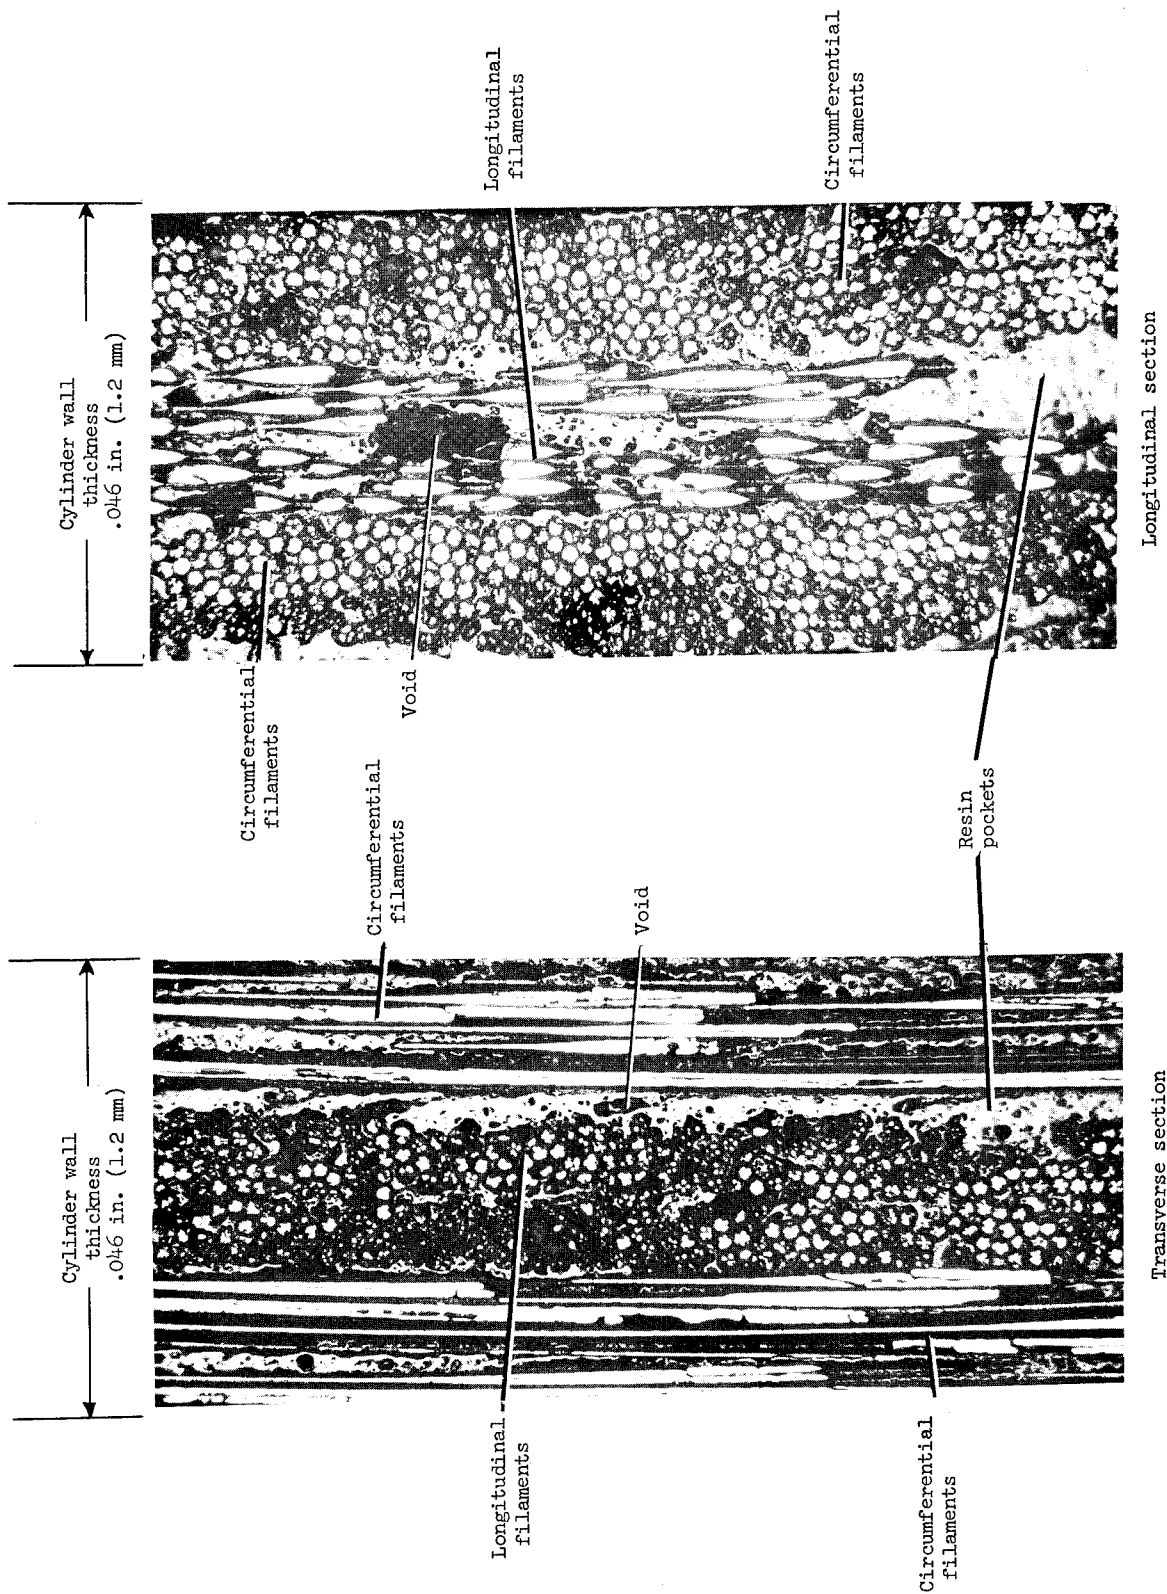 Cylinder wall
thickness
.046 in. (1.2 mm)
Longitudinal
filaments
Circumferential
filaments
Circumferential
filaments
Void
Resin
pockets
Longitudinal section
Cylinder wall
thickness
.046 in. (1.2 mm)
Circumferential
filaments
Void
Longitudinal
filaments
Circumferential
filaments
Transverse section